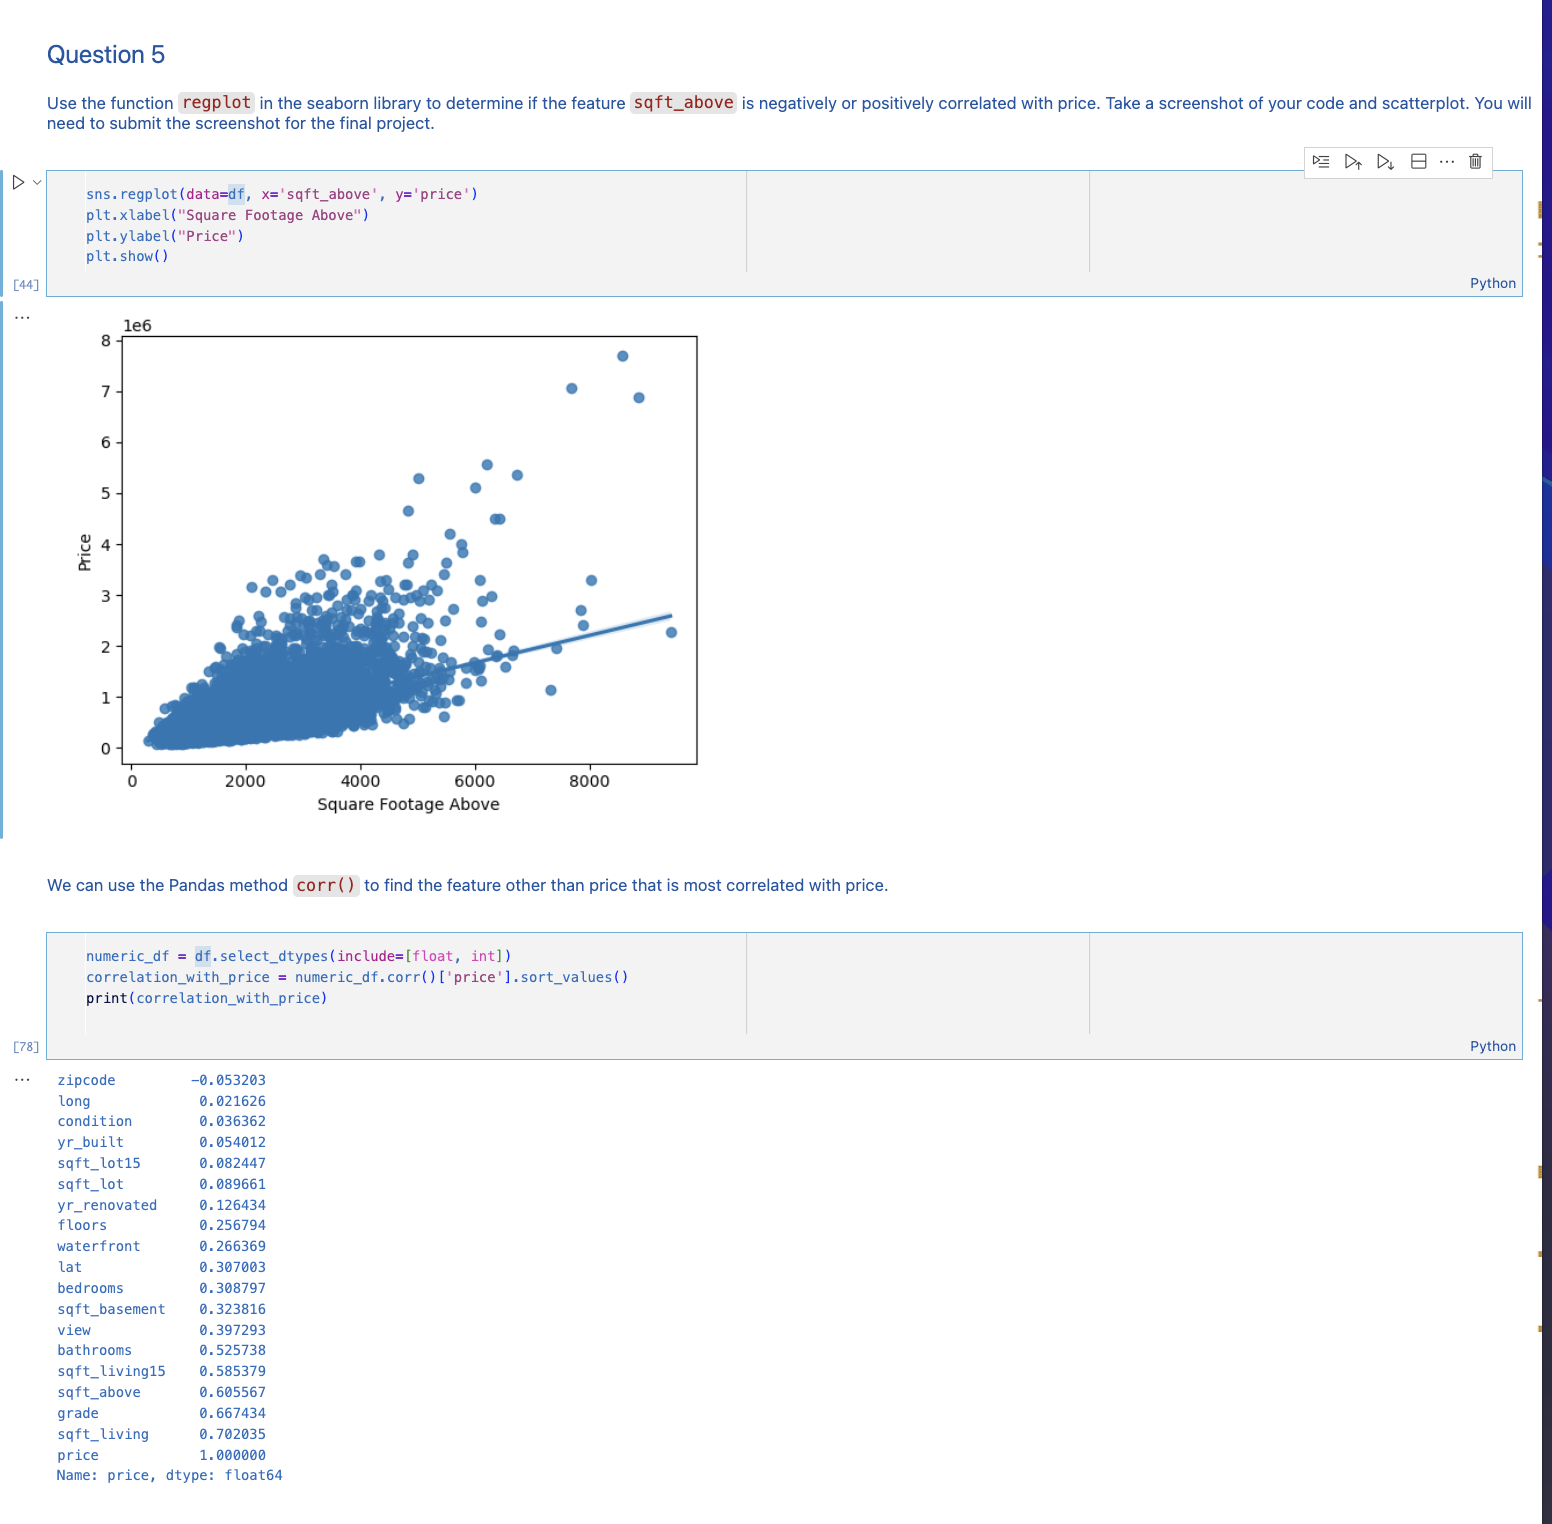 Question 5
Use the function regplot in the seaborn library to determine if the feature sqft_above is negatively or positively correlated with price. Take a screenshot of your code and scatterplot. You will
need to submit the screenshot for the final project.
sns.regplot(data=df, x='sqft_above', y='price')
plt.xlabel("Square Footage Above")
plt.ylabel("Price")
plt.show()
[44]
Python
1e6
8
7
6
5
4
3
2
1
0
Price
0 2000 4000 6000 8000
Square Footage Above
We can use the Pandas method corr() to find the feature other than price that is most correlated with price.
numeric_df = df.select_dtypes(include=[float, int])
correlation_with_price = numeric_df.corr()['price'].sort_values()
print(correlation_with_price)
[78]
Python
zipcode -0.053203
long 0.021626
condition 0.036362
yr_built 0.054012
sqft_lot15 0.082447
sqft_lot 0.089661
yr_renovated 0.126434
floors 0.256794
waterfront 0.266369
lat 0.307003
bedrooms 0.308797
sqft_basement 0.323816
view 0.397293
bathrooms 0.525738
sqft_living15 0.585379
sqft_above 0.605567
grade 0.667434
sqft_living 0.702035
price 1.000000
Name: price, dtype: float64